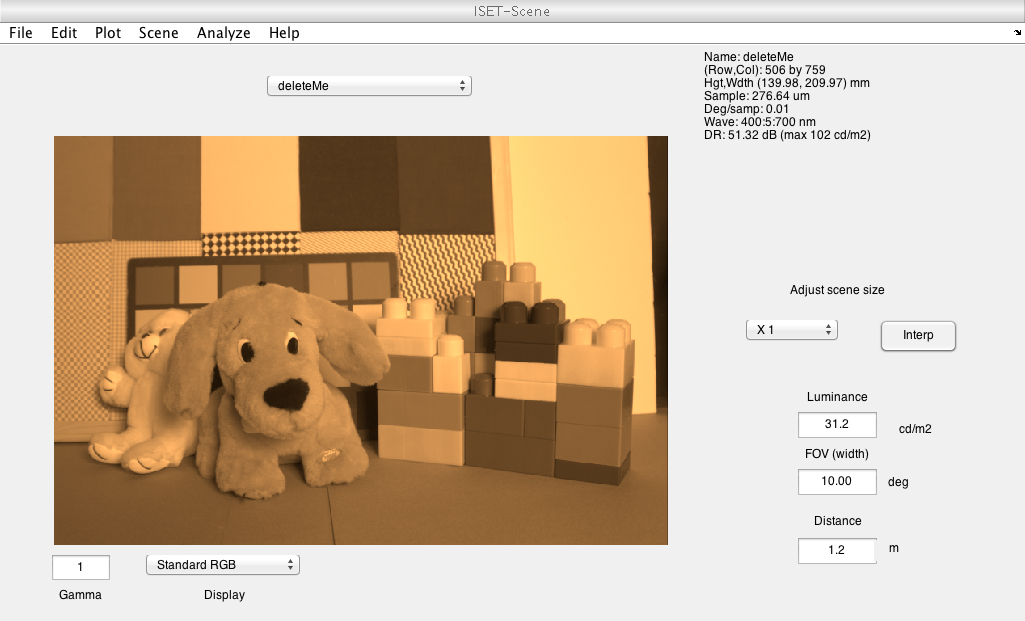 ISET-Scene
File Edit Plot Scene Analyze Help
deleteMe
Name: deleteMe
(Row,Col): 506 by 759
Hgt,Wdth (139.98, 209.97) mm
Sample: 276.64 um
Deg/samp: 0.01
Wave: 400:5:700 nm
DR: 51.32 dB (max 102 cd/m2)
Adjust scene size
X 1
Interp
Luminance
31.2 cd/m2
FOV (width)
10.00 deg
Distance
1.2 m
1 Standard RGB
Gamma Display